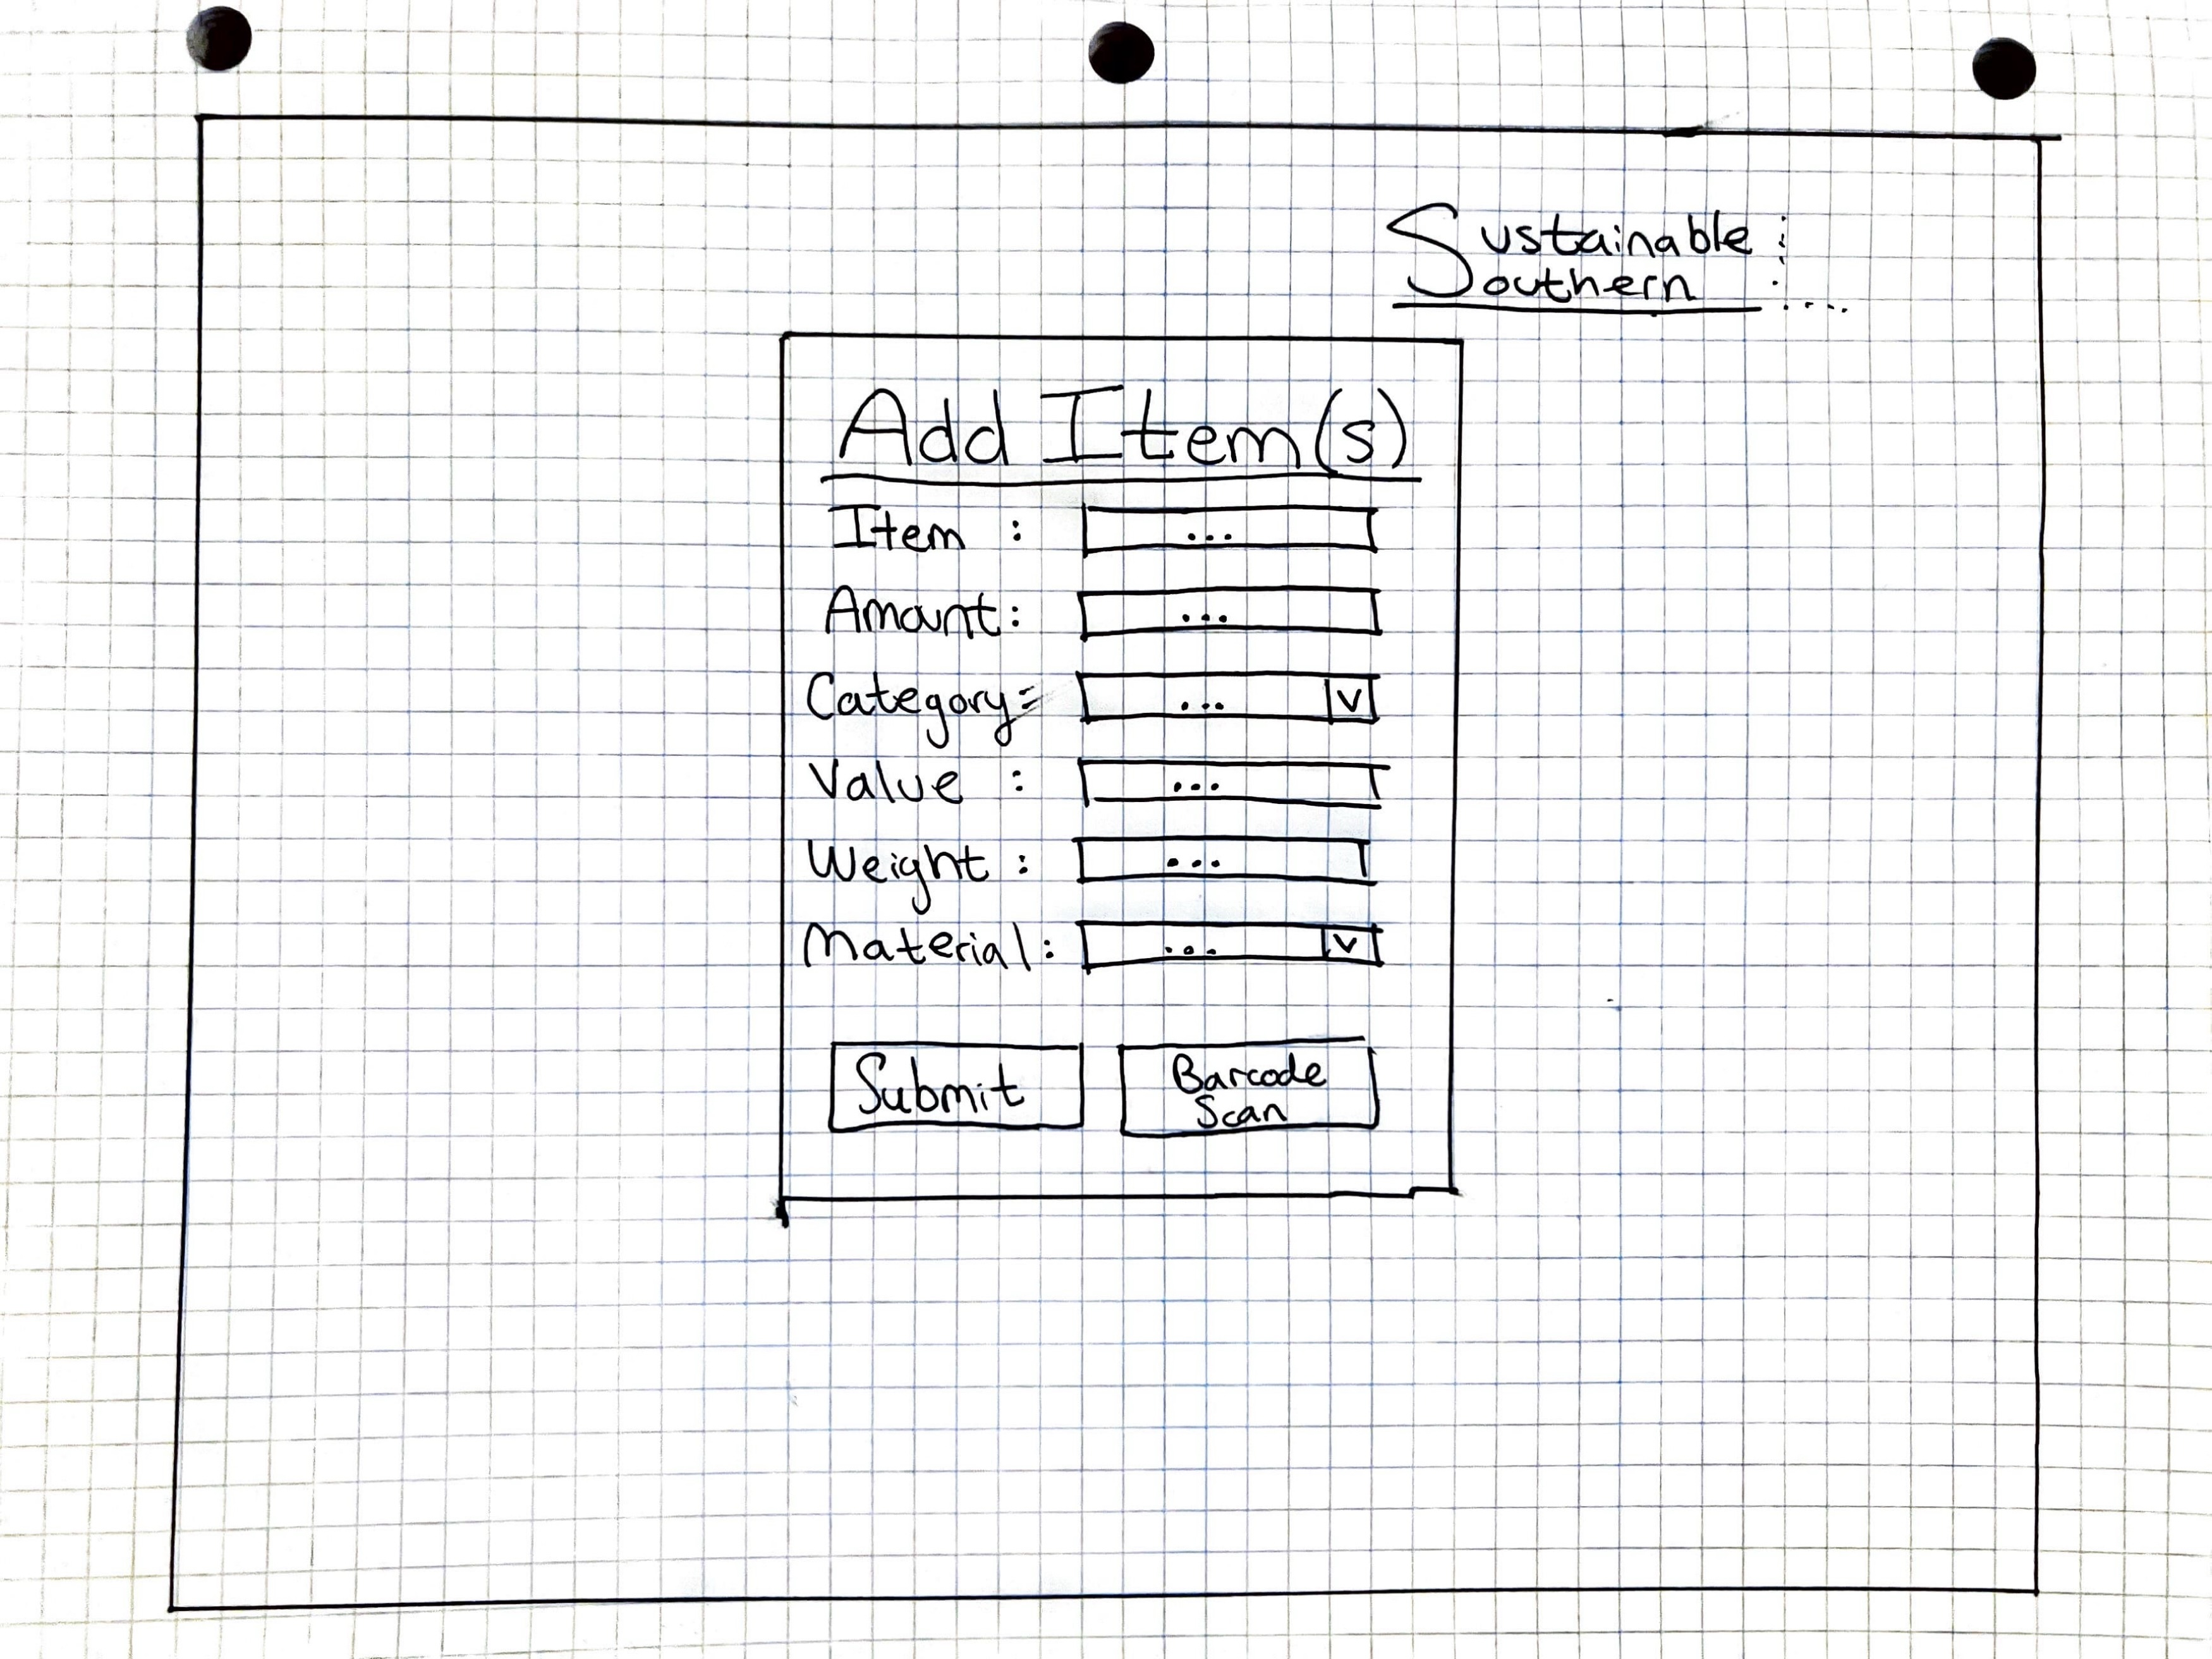 Sustainable
Southern
Add Item(s)
Item : ...
Amount: ...
Category: ... v
Value : ...
Weight : ...
Material: ... v
Submit
Barcode
Scan